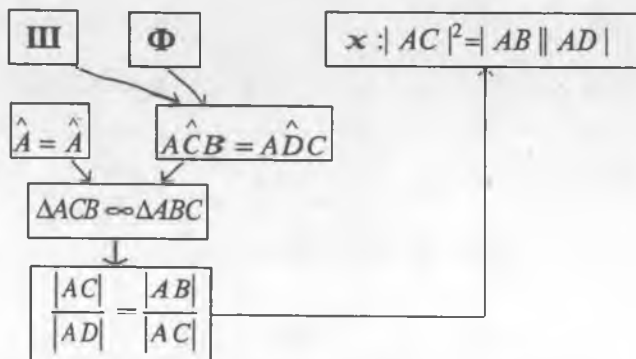 Ш Ф x :| AC |²=| AB || AD |
Â = Â AĈB = AD̂C
ΔACB ∞ ΔABC
|AC| / |AD| = |AB| / |AC|